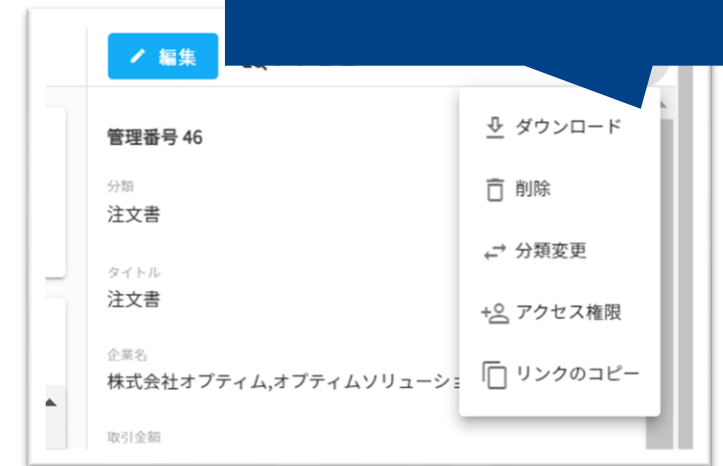 編集
管理番号 46
分類
注文書
タイトル
注文書
企業名
株式会社オプティム,オプティムソリューショ
取引金額
ダウンロード
削除
分類変更
アクセス権限
リンクのコピー